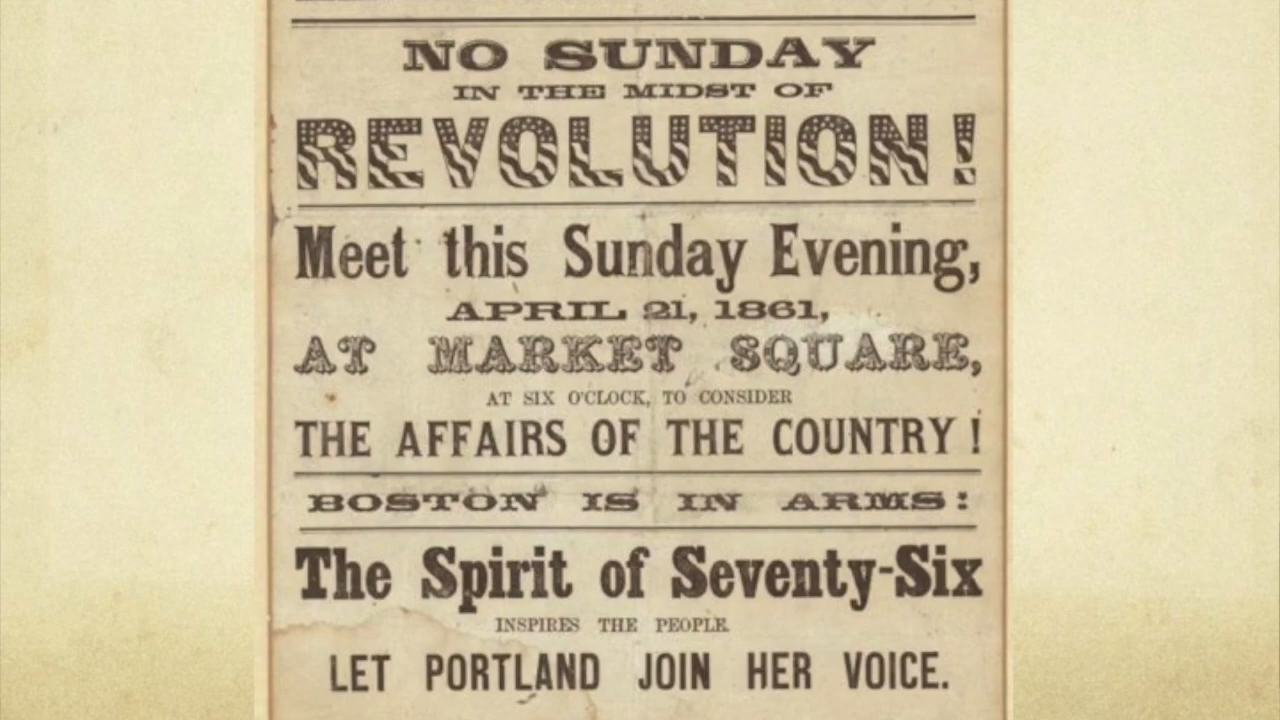 NO SUNDAY
IN THE MIDST OF
REVOLUTION!
Meet this Sunday Evening,
APRIL 21, 1861,
AT MARKET SQUARE,
AT SIX O'CLOCK, TO CONSIDER
THE AFFAIRS OF THE COUNTRY!
BOSTON IS IN ARMS!
The Spirit of Seventy-Six
INSPIRES THE PEOPLE.
LET PORTLAND JOIN HER VOICE.